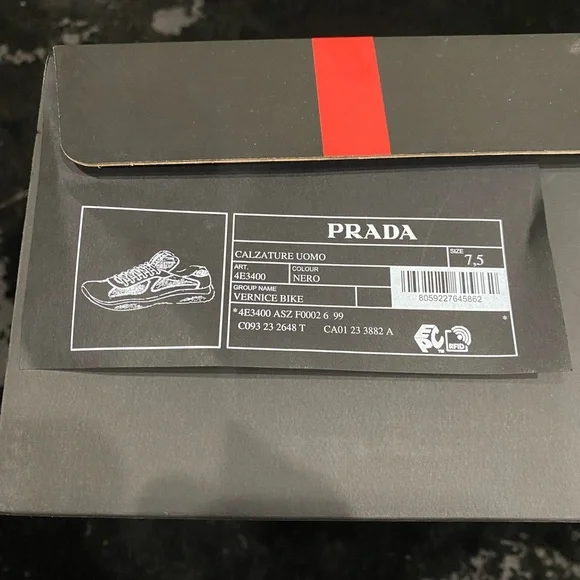 PRADA
CALZATURE UOMO
SIZE
7,5
ART.
4E3400
COLOUR
NERO
GROUP NAME
VERNICE BIKE
8059227645862
*4E3400 ASZ F0002 6 99 *
C093 23 2648 T CA01 23 3882 A
EPC™
RFID